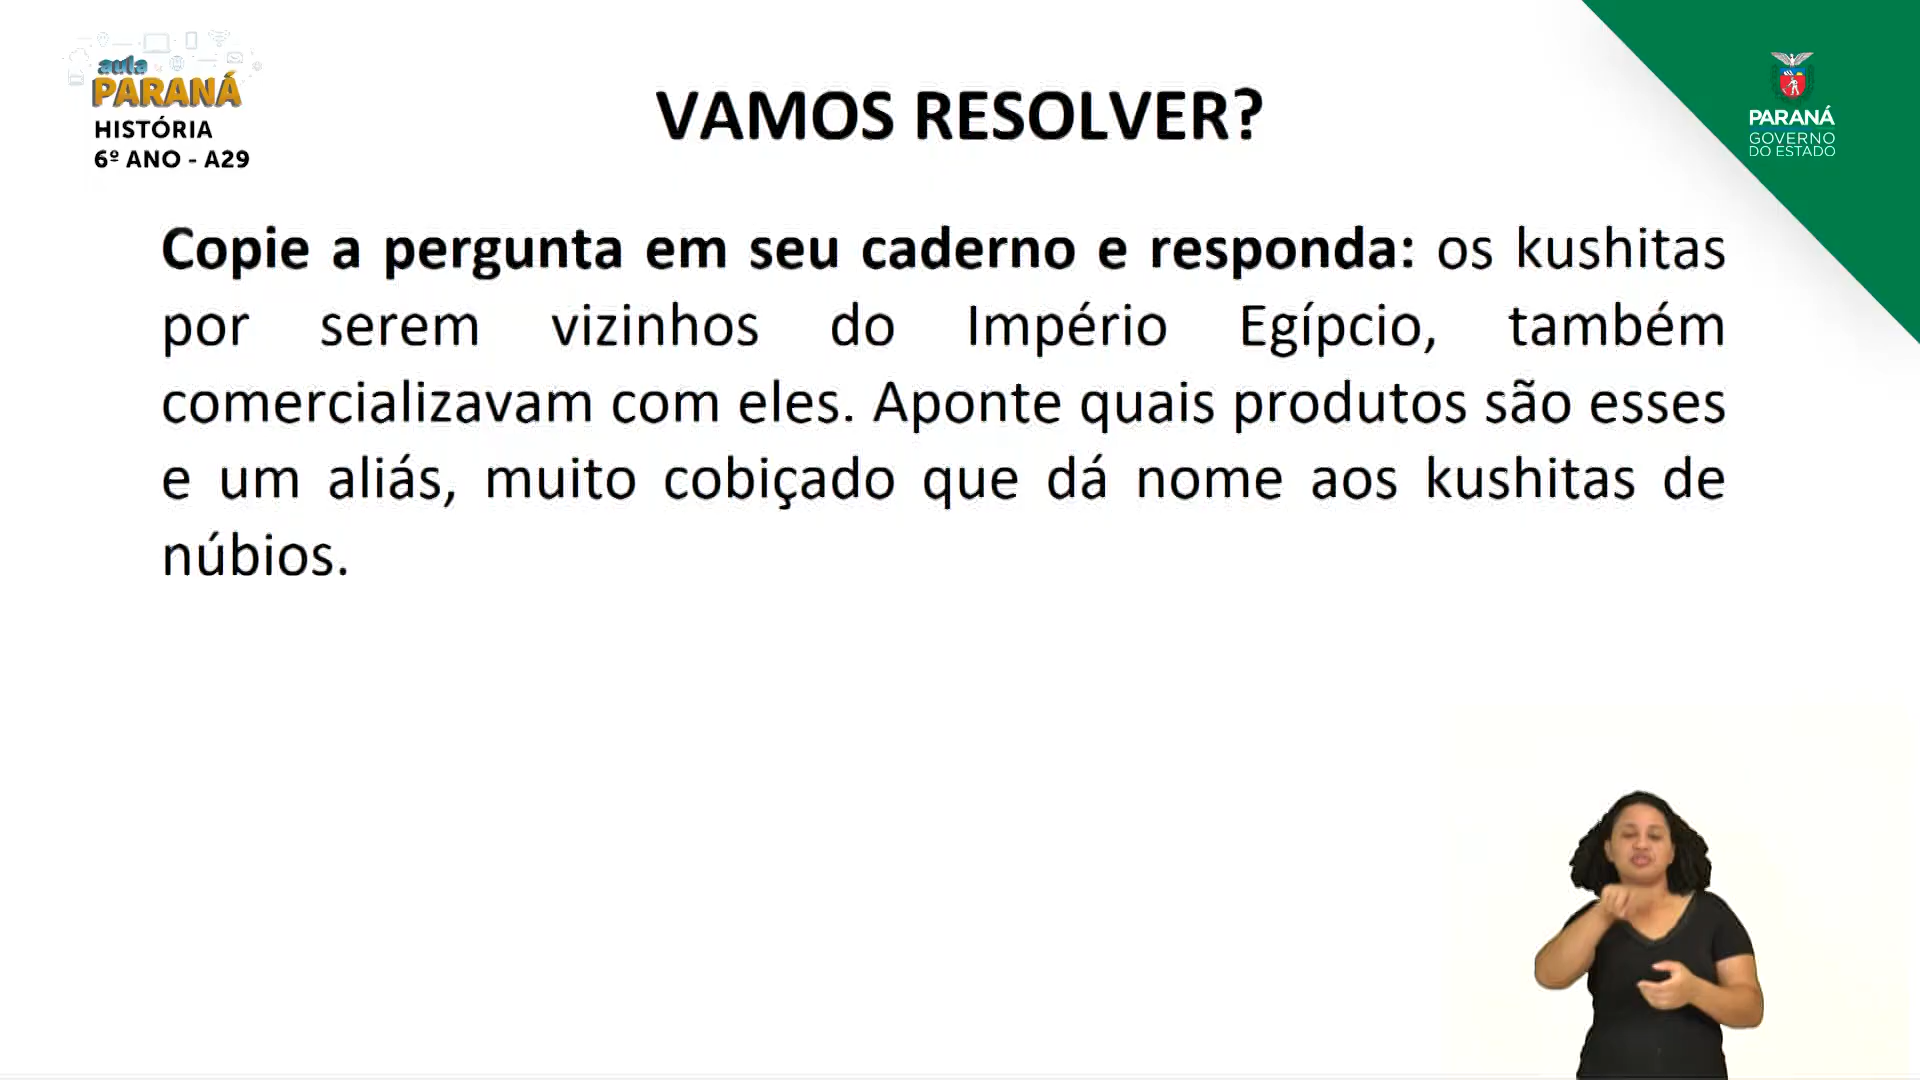 aula
PARANÁ
HISTÓRIA
6º ANO - A29
VAMOS RESOLVER?
PARANÁ
GOVERNO
DO ESTADO
Copie a pergunta em seu caderno e responda: os kushitas
por serem vizinhos do Império Egípcio, também
comercializavam com eles. Aponte quais produtos são esses
e um aliás, muito cobiçado que dá nome aos kushitas de
núbios.